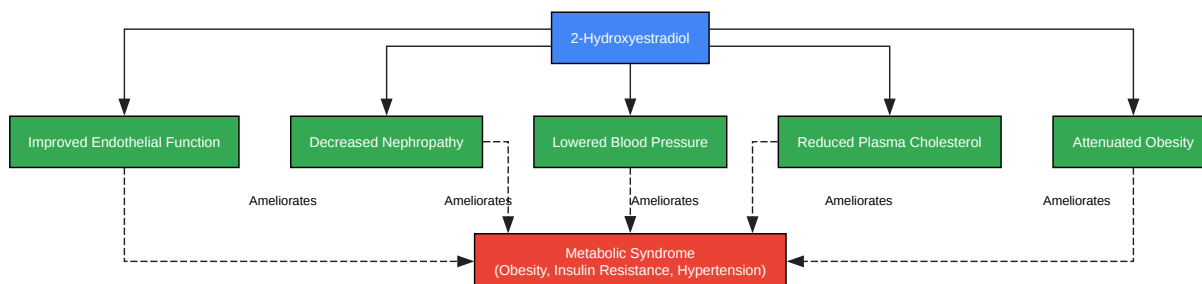 2-Hydroxyestradiol
Improved Endothelial Function
Decreased Nephropathy
Lowered Blood Pressure
Reduced Plasma Cholesterol
Attenuated Obesity
Ameliorates
Ameliorates
Ameliorates
Ameliorates
Ameliorates
Metabolic Syndrome
(Obesity, Insulin Resistance, Hypertension)